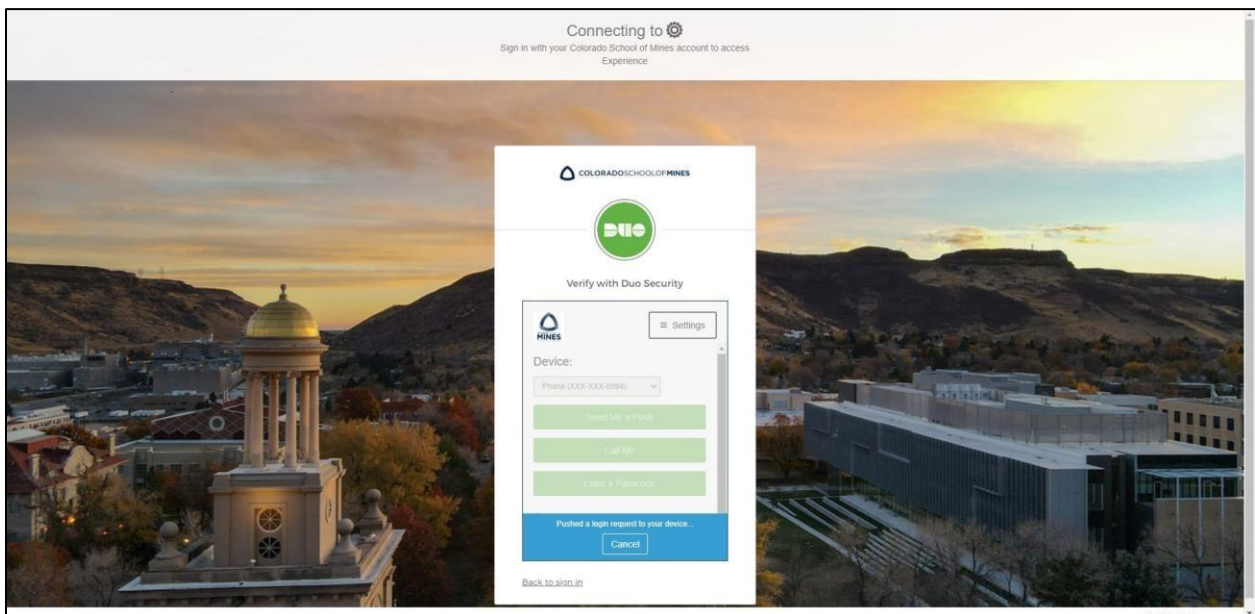 Connecting to
Sign in with your Colorado School of Mines account to access
Experience
COLORADOSCHOOLOFMINES
DUO
Verify with Duo Security
MINES
Settings
Device:
Phone (XXX-XXX-0084)
Send Me a Push
Call Me
Enter a Passcode
Pushed a login request to your device...
Cancel
Back to sign in